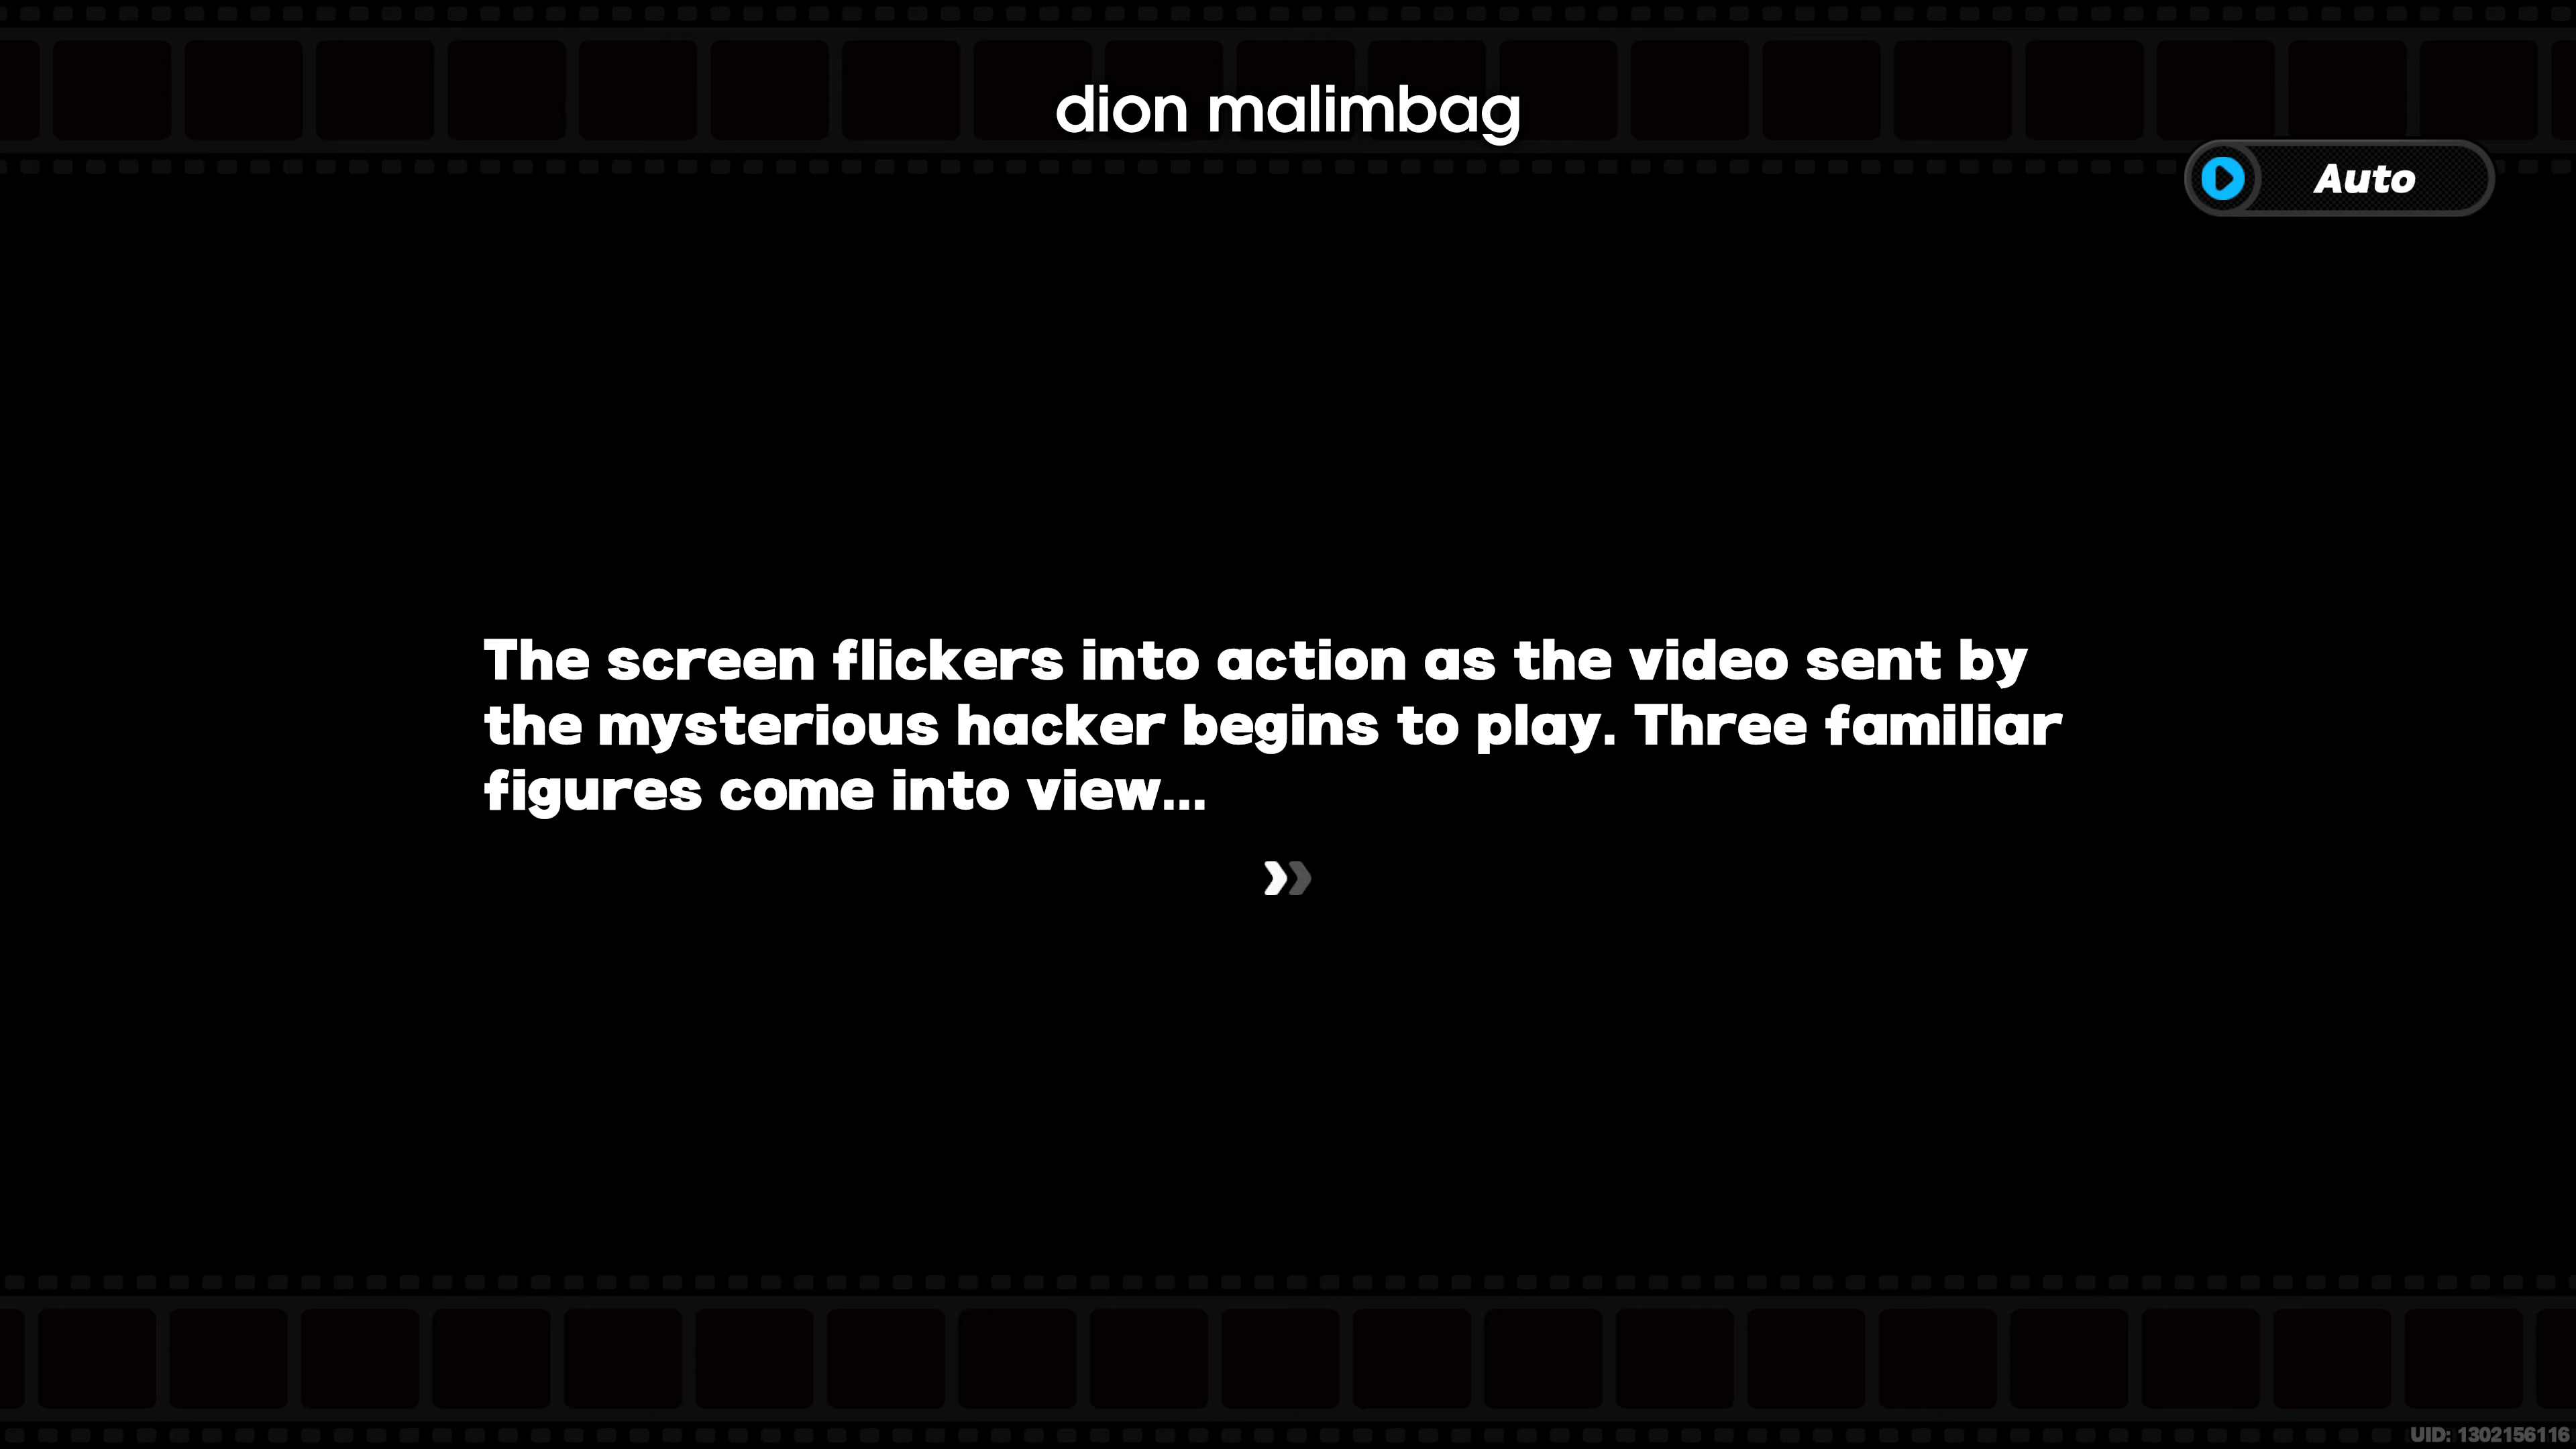 dion malimbag
Auto
The screen flickers into action as the video sent by
the mysterious hacker begins to play. Three familiar
figures come into view...
UID: 1302156116